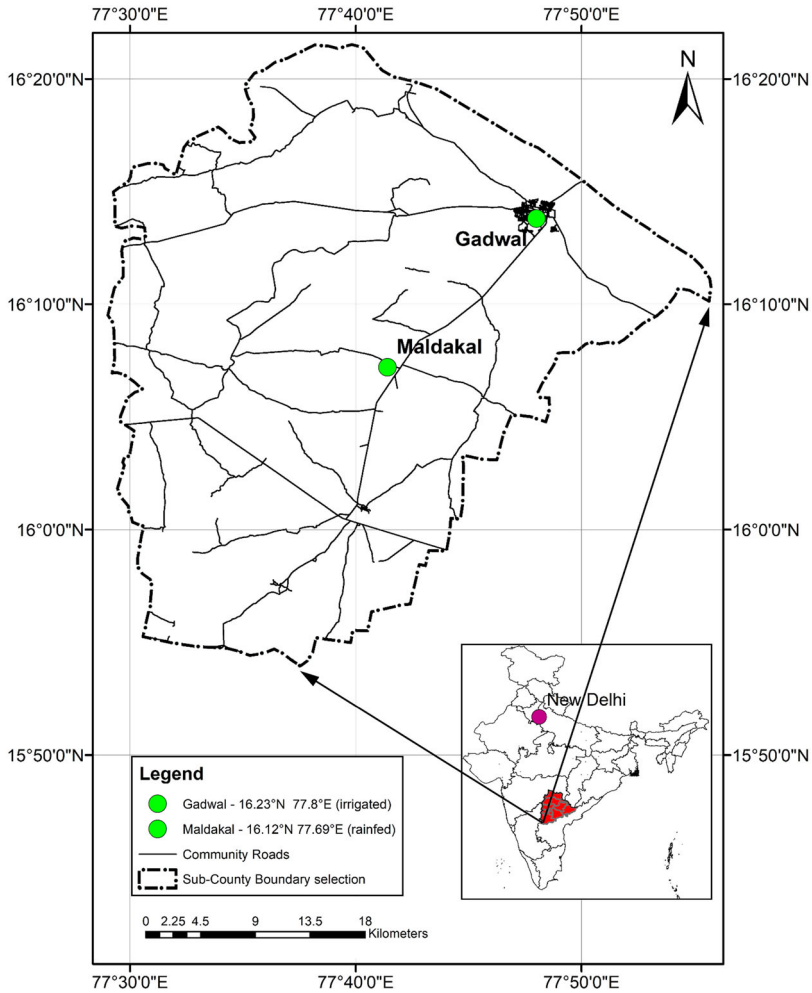 77°30'0"E 77°40'0"E 77°50'0"E
N
16°20'0"N 16°20'0"N
Gadwal
16°10'0"N 16°10'0"N
Maldakal
16°0'0"N 16°0'0"N
New Delhi
15°50'0"N 15°50'0"N
Legend
Gadwal - 16.23°N 77.8°E (irrigated)
Maldakal - 16.12°N 77.69°E (rainfed)
Community Roads
Sub-County Boundary selection
0 2.25 4.5 9 13.5 18
Kilometers
77°30'0"E 77°40'0"E 77°50'0"E